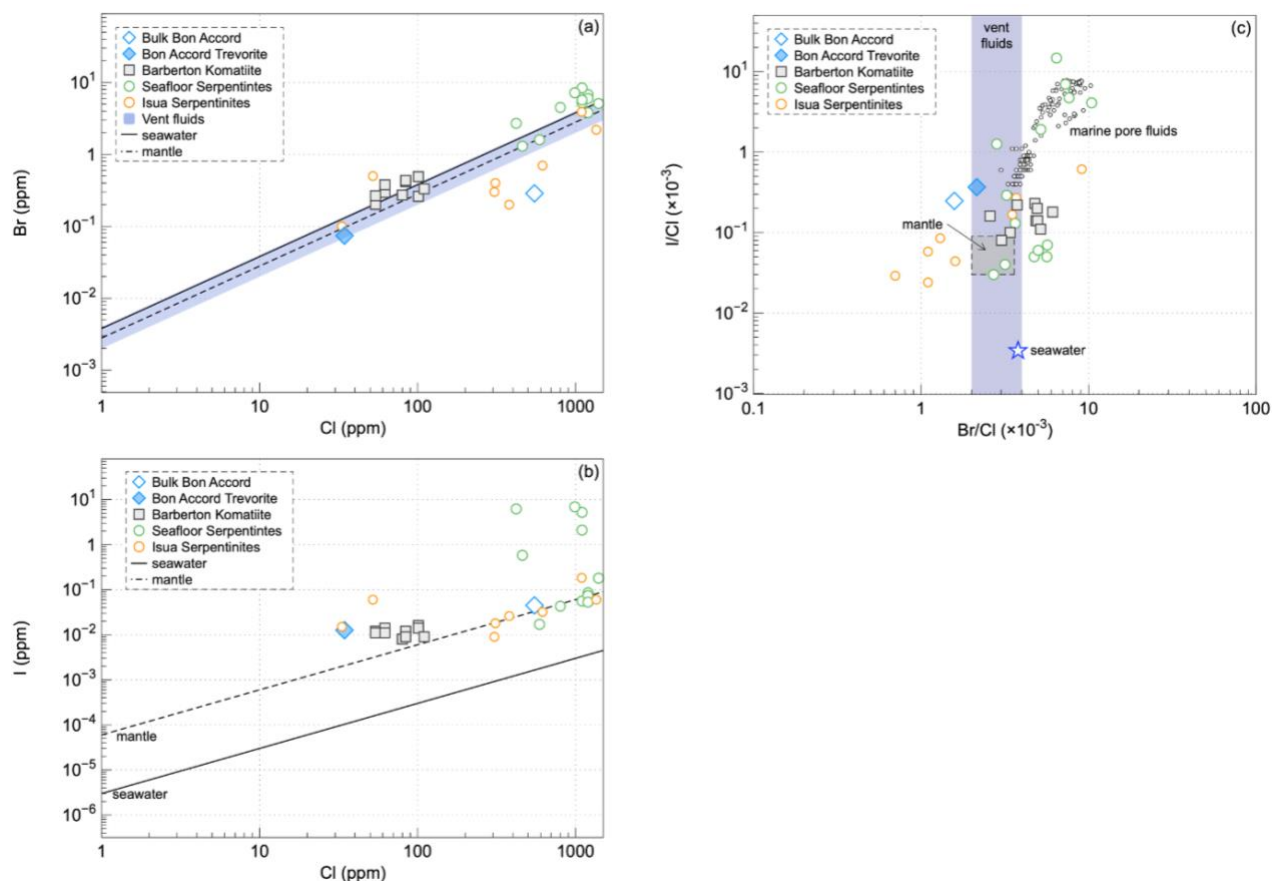 (a)
Bulk Bon Accord
Bon Accord Trevorite
Barberton Komatiite
Seafloor Serpentintes
Isua Serpentinites
Vent fluids
seawater
mantle
10¹
1
10⁻¹
10⁻²
10⁻³
Br (ppm)
1
10
100
1000
Cl (ppm)
(b)
Bulk Bon Accord
Bon Accord Trevorite
Barberton Komatiite
Seafloor Serpentintes
Isua Serpentinites
seawater
mantle
10¹
1
10⁻¹
10⁻²
10⁻³
10⁻⁴
10⁻⁵
10⁻⁶
I (ppm)
mantle
seawater
1
10
100
1000
Cl (ppm)
(c)
Bulk Bon Accord
Bon Accord Trevorite
Barberton Komatiite
Seafloor Serpentintes
Isua Serpentinites
vent
fluids
marine pore fluids
mantle
seawater
10¹
1
10⁻¹
10⁻²
10⁻³
I/Cl (×10⁻³)
0.1
1
10
100
Br/Cl (×10⁻³)